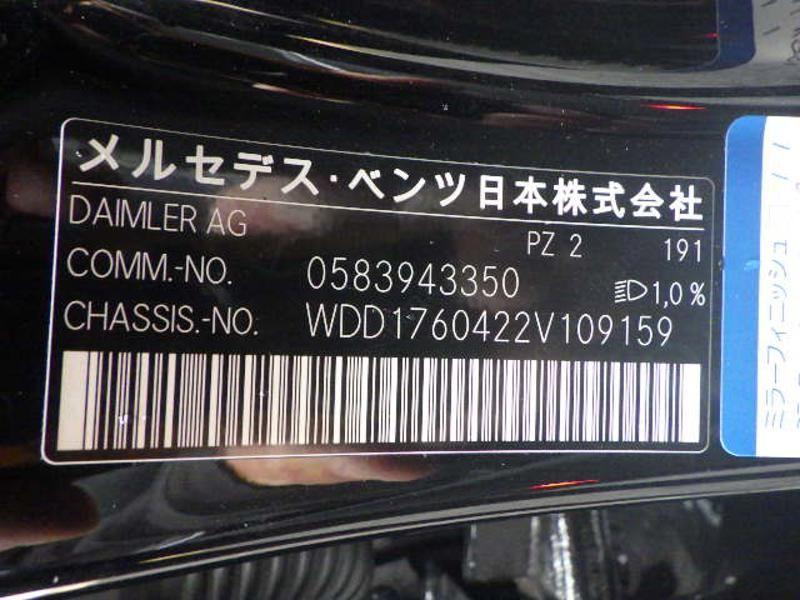 メルセデス・ベンツ日本株式会社
DAIMLER AG
PZ 2 191
COMM.-NO. 0583943350
1,0 %
CHASSIS.-NO. WDD1760422V109159
ミラーフィニッシュ